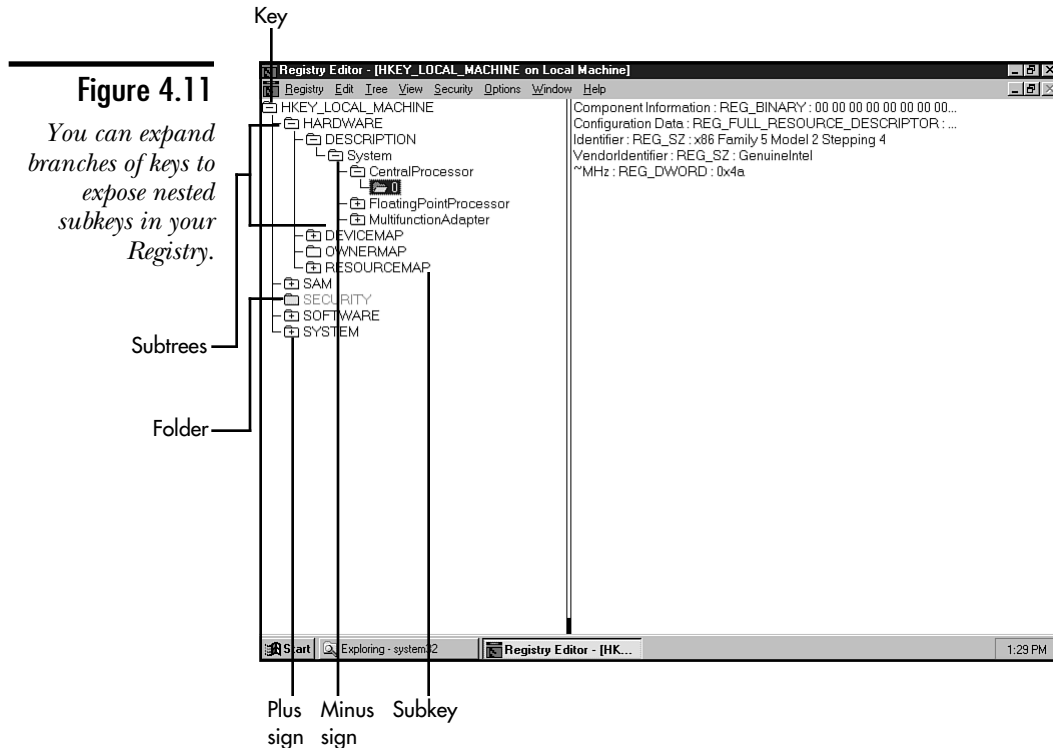 Key
Figure 4.11
You can expand
branches of keys to
expose nested
subkeys in your
Registry.
Registry Editor - [HKEY_LOCAL_MACHINE on Local Machine]
Registry Edit Tree View Security Options Window Help
HKEY_LOCAL_MACHINE
HARDWARE
DESCRIPTION
System
CentralProcessor
0
FloatingPointProcessor
MultifunctionAdapter
DEVICEMAP
OWNERMAP
RESOURCEMAP
SAM
SECURITY
SOFTWARE
SYSTEM
Component Information : REG_BINARY : 00 00 00 00 00 00 00 00...
Configuration Data : REG_FULL_RESOURCE_DESCRIPTOR : ...
Identifier : REG_SZ : x86 Family 5 Model 2 Stepping 4
VendorIdentifier : REG_SZ : GenuineIntel
~MHz : REG_DWORD : 0x4a
Subtrees
Folder
Start Exploring - system32 Registry Editor - [HK... 1:29 PM
Plus sign
Minus sign
Subkey